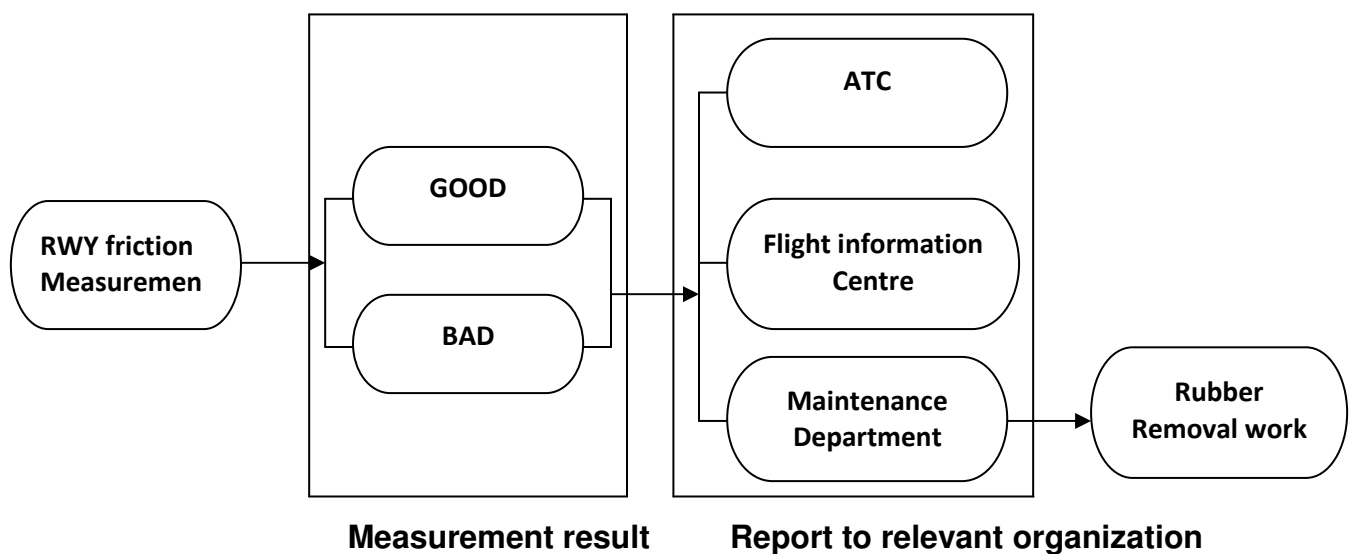 RWY friction
Measuremen
GOOD
BAD
ATC
Flight information
Centre
Maintenance
Department
Rubber
Removal work
Measurement result
Report to relevant organization